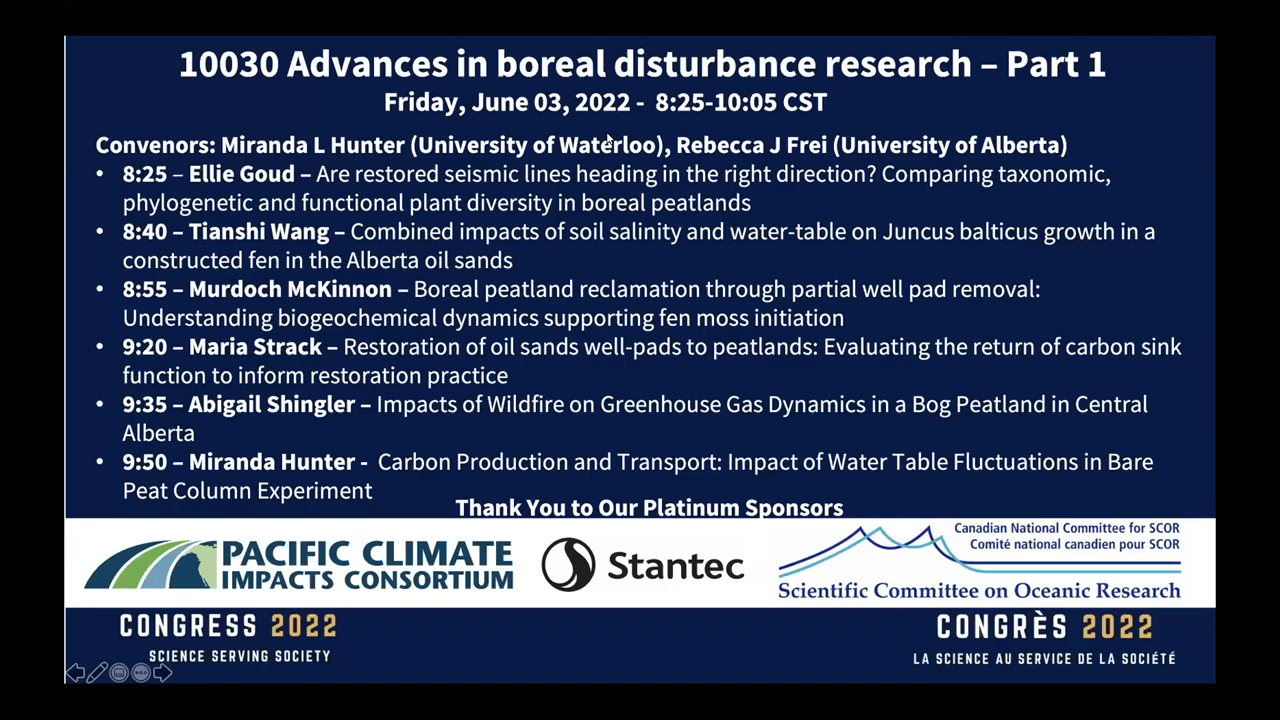 10030 Advances in boreal disturbance research – Part 1
Friday, June 03, 2022 - 8:25-10:05 CST
Convenors: Miranda L Hunter (University of Waterloo), Rebecca J Frei (University of Alberta)
• 8:25 – Ellie Goud – Are restored seismic lines heading in the right direction? Comparing taxonomic,
phylogenetic and functional plant diversity in boreal peatlands
• 8:40 – Tianshi Wang – Combined impacts of soil salinity and water-table on Juncus balticus growth in a
constructed fen in the Alberta oil sands
• 8:55 – Murdoch McKinnon – Boreal peatland reclamation through partial well pad removal:
Understanding biogeochemical dynamics supporting fen moss initiation
• 9:20 – Maria Strack – Restoration of oil sands well-pads to peatlands: Evaluating the return of carbon sink
function to inform restoration practice
• 9:35 – Abigail Shingler – Impacts of Wildfire on Greenhouse Gas Dynamics in a Bog Peatland in Central
Alberta
• 9:50 – Miranda Hunter - Carbon Production and Transport: Impact of Water Table Fluctuations in Bare
Peat Column Experiment
Thank You to Our Platinum Sponsors
PACIFIC CLIMATE
IMPACTS CONSORTIUM
Stantec
Canadian National Committee for SCOR
Comité national canadien pour SCOR
Scientific Committee on Oceanic Research
CONGRESS 2022
SCIENCE SERVING SOCIETY
CONGRÈS 2022
LA SCIENCE AU SERVICE DE LA SOCIÉTÉ